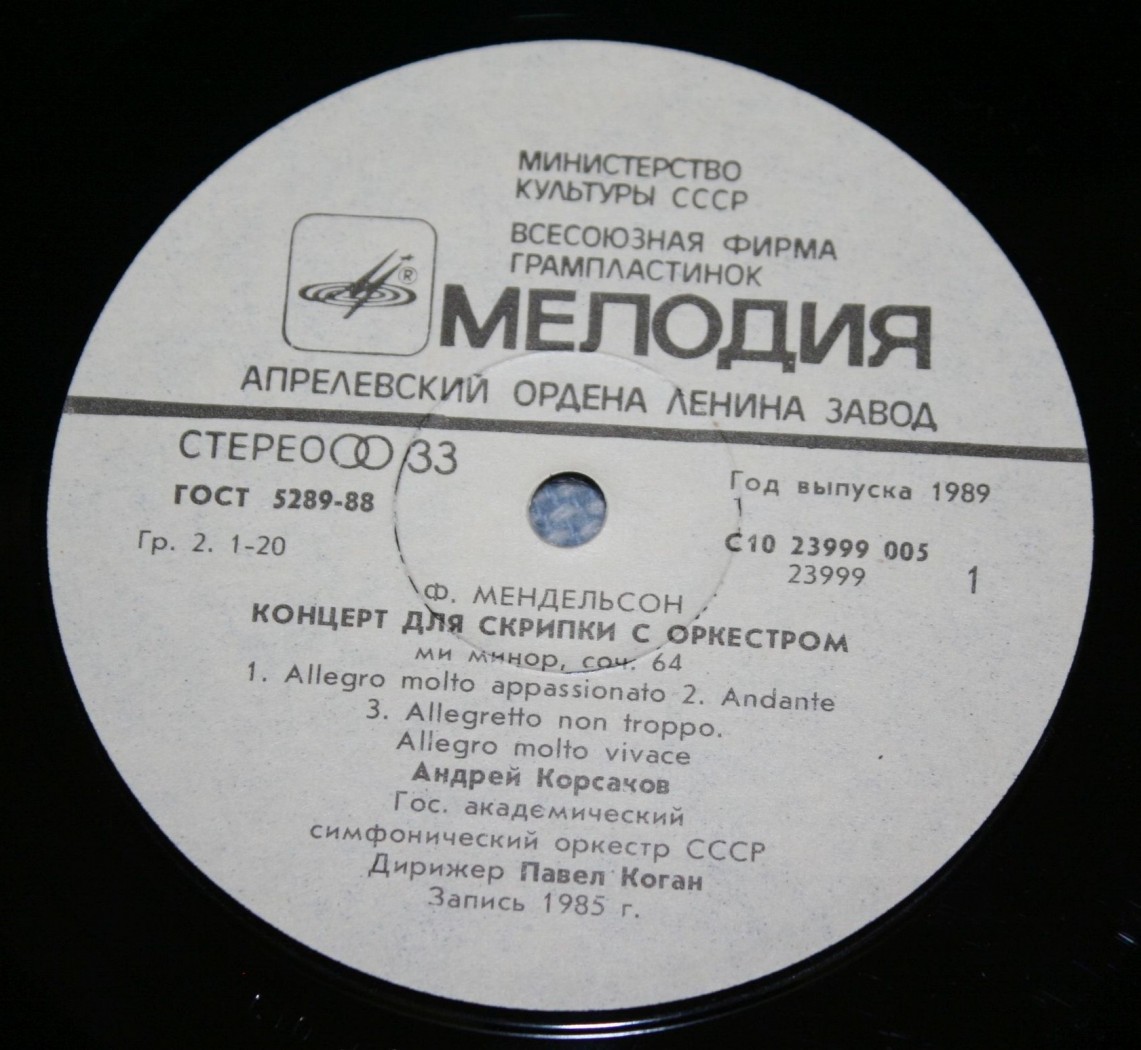 МИНИСТЕРСТВО
КУЛЬТУРЫ СССР
ВСЕСОЮЗНАЯ ФИРМА
ГРАМПЛАСТИНОК
®
МЕЛОДИЯ
АПРЕЛЕВСКИЙ ОРДЕНА ЛЕНИНА ЗАВОД
СТЕРЕО 33
ГОСТ 5289-88
Гр. 2. 1-20
Год выпуска 1989
С10 23999 005
23999
1
Ф. МЕНДЕЛЬСОН
КОНЦЕРТ ДЛЯ СКРИПКИ С ОРКЕСТРОМ
ми минор, соч. 64
1. Allegro molto appassionato 2. Andante
3. Allegretto non troppo.
Allegro molto vivace
Андрей Корсаков
Гос. академический
симфонический оркестр СССР
Дирижер Павел Коган
Запись 1985 г.